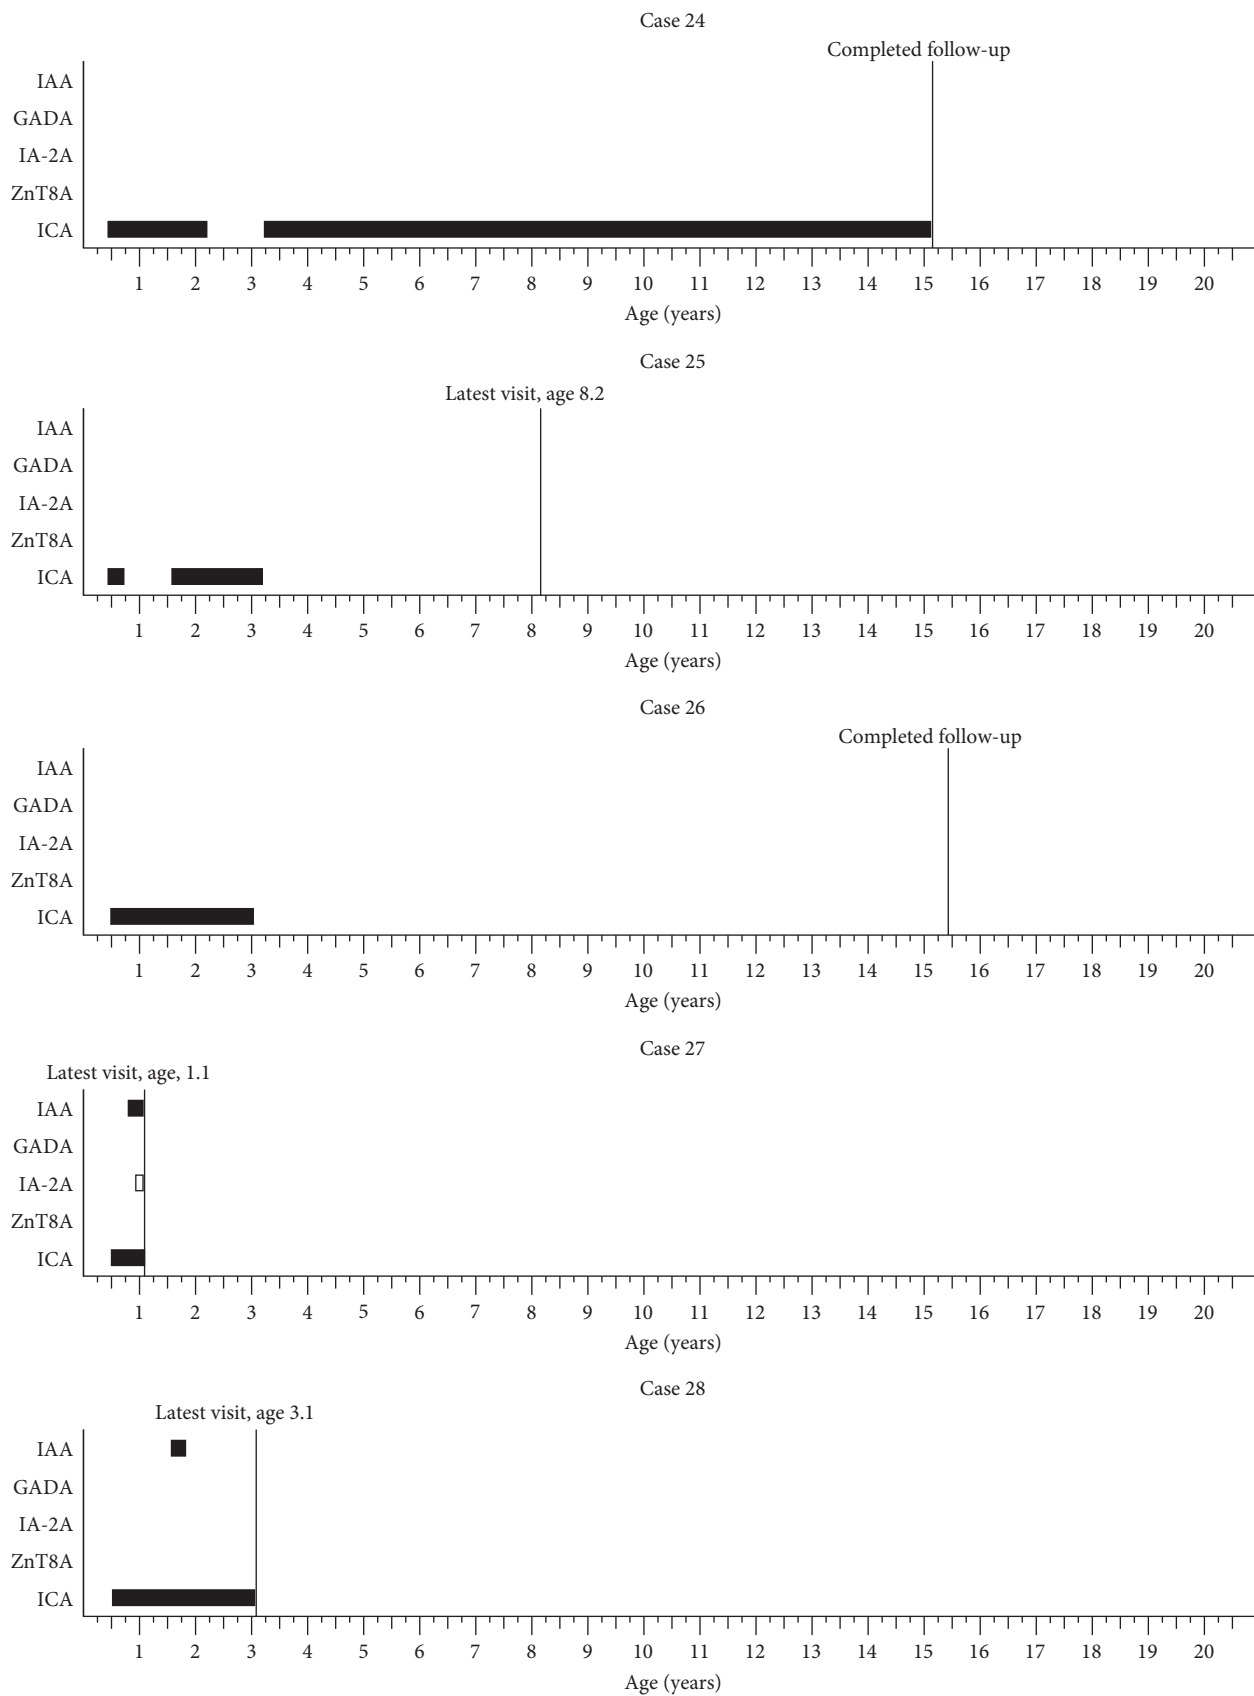 Case 24
Completed follow-up
IAA
GADA
IA-2A
ZnT8A
ICA
1 2 3 4 5 6 7 8 9 10 11 12 13 14 15 16 17 18 19 20
Age (years)
Case 25
Latest visit, age 8.2
IAA
GADA
IA-2A
ZnT8A
ICA
1 2 3 4 5 6 7 8 9 10 11 12 13 14 15 16 17 18 19 20
Age (years)
Case 26
Completed follow-up
IAA
GADA
IA-2A
ZnT8A
ICA
1 2 3 4 5 6 7 8 9 10 11 12 13 14 15 16 17 18 19 20
Age (years)
Case 27
Latest visit, age, 1.1
IAA
GADA
IA-2A
ZnT8A
ICA
1 2 3 4 5 6 7 8 9 10 11 12 13 14 15 16 17 18 19 20
Age (years)
Case 28
Latest visit, age 3.1
IAA
GADA
IA-2A
ZnT8A
ICA
1 2 3 4 5 6 7 8 9 10 11 12 13 14 15 16 17 18 19 20
Age (years)